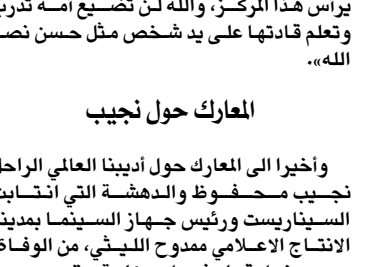 يرأس هذا المركز، والله لن تضيع أمة تدرب
وتعلم قادتها على يد شخص مثل حسن نصـ
الله».
المعارك حول نجيب
وأخيرا الى المعارك حول أديبنا العالمي الراحل
نجيب محفوظ والدهشة التي انتابت
السيناريست ورئيس جهاز السينما بمدينة
الانتاج الاعلامي ممدوح الليثي، من الوفاة